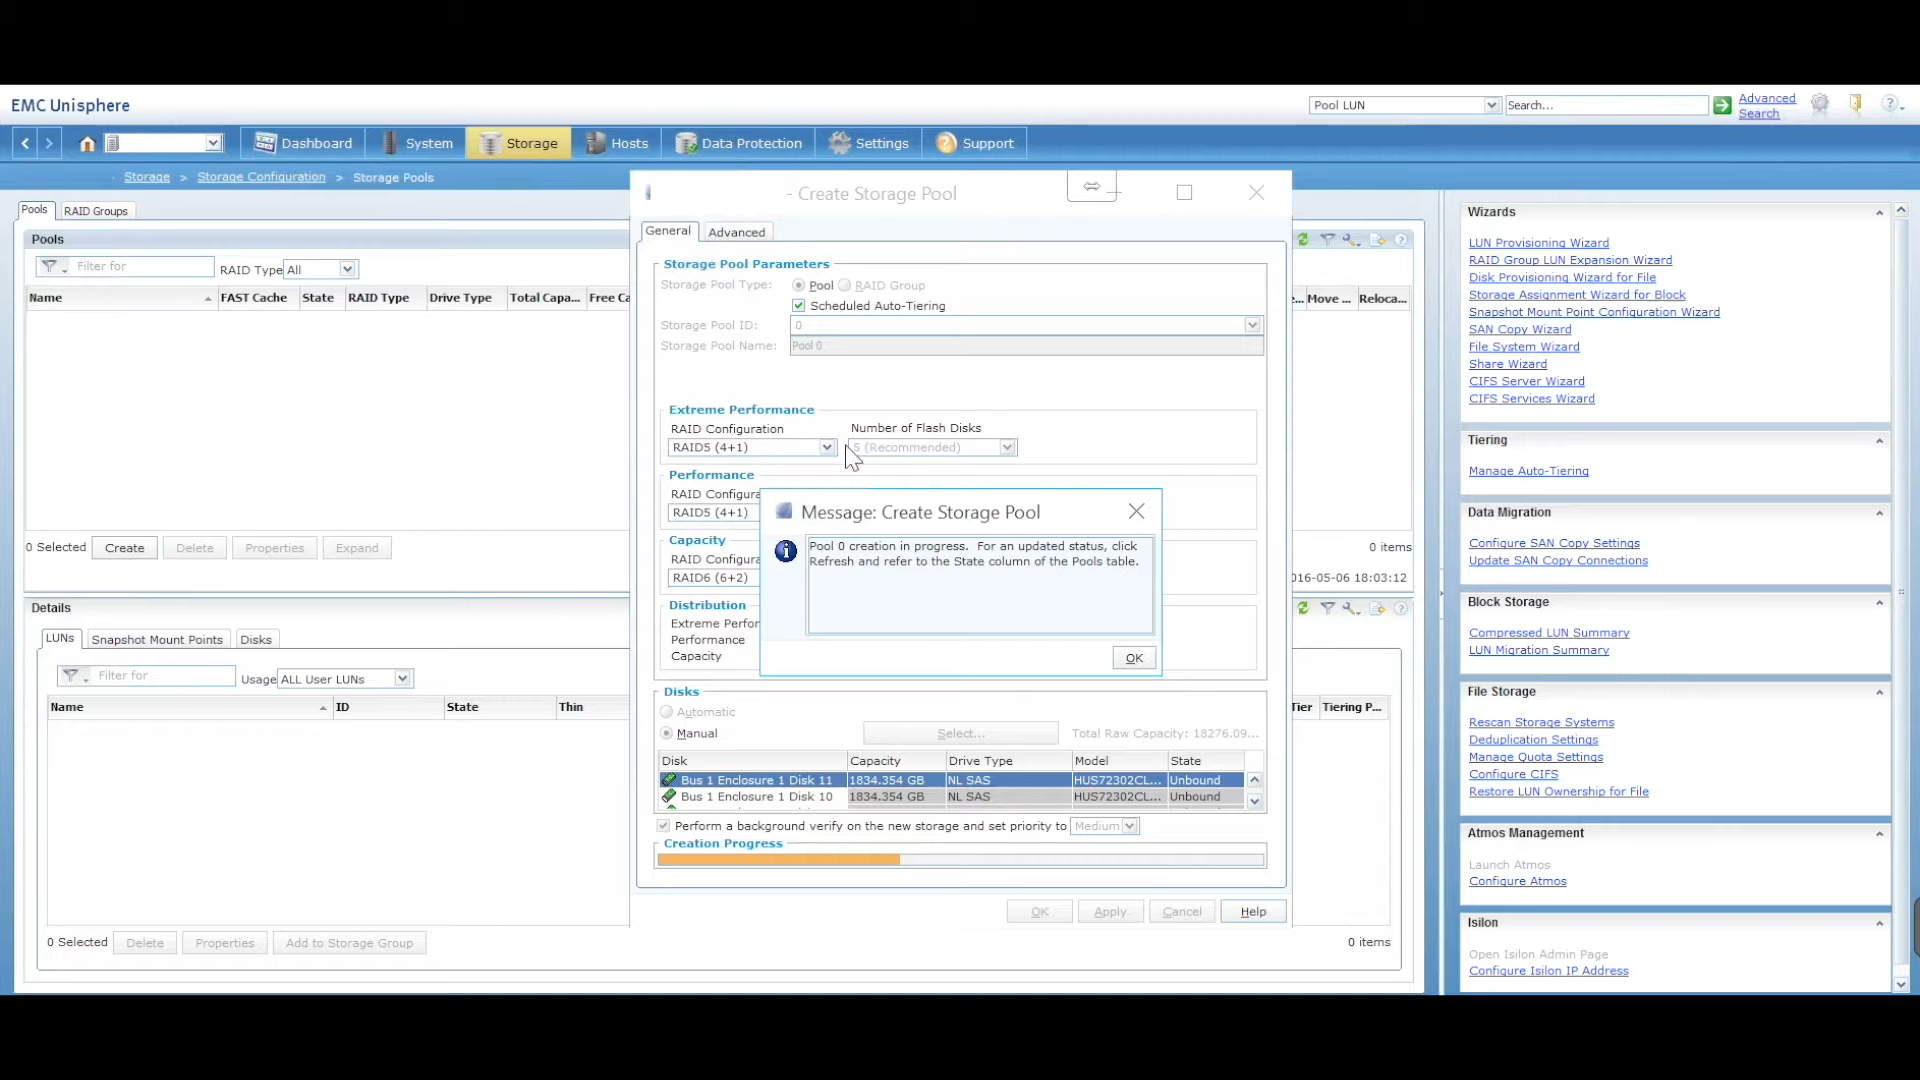 EMC Unisphere
Pool LUN
Search...
Advanced Search
Dashboard
System
Storage
Hosts
Data Protection
Settings
Support
Storage > Storage Configuration > Storage Pools
Pools
RAID Groups
Pools
Filter for
RAID Type All
Name FAST Cache State RAID Type Drive Type Total Capa... Free Ca
Move ... Reloca...
0 Selected Create Delete Properties Expand
0 items
016-05-06 18:03:12
Details
LUNs Snapshot Mount Points Disks
Filter for
Usage ALL User LUNs
Name ID State Thin
Tier Tiering P...
0 Selected Delete Properties Add to Storage Group
0 items
- Create Storage Pool
General Advanced
Storage Pool Parameters
Storage Pool Type: Pool RAID Group
Scheduled Auto-Tiering
Storage Pool ID: 0
Storage Pool Name: Pool 0
Extreme Performance
RAID Configuration Number of Flash Disks
RAID5 (4+1) 5 (Recommended)
Performance
RAID Configura
RAID5 (4+1)
Capacity
RAID Configura
RAID6 (6+2)
Distribution
Extreme Perfor
Performance
Capacity
Message: Create Storage Pool
Pool 0 creation in progress. For an updated status, click
Refresh and refer to the State column of the Pools table.
OK
Disks
Automatic
Manual Select... Total Raw Capacity: 18276.09...
Disk Capacity Drive Type Model State
Bus 1 Enclosure 1 Disk 11 1834.354 GB NL SAS HUS72302CL... Unbound
Bus 1 Enclosure 1 Disk 10 1834.354 GB NL SAS HUS72302CL... Unbound
Perform a background verify on the new storage and set priority to Medium
Creation Progress
OK Apply Cancel Help
Wizards
LUN Provisioning Wizard
RAID Group LUN Expansion Wizard
Disk Provisioning Wizard for File
Storage Assignment Wizard for Block
Snapshot Mount Point Configuration Wizard
SAN Copy Wizard
File System Wizard
Share Wizard
CIFS Server Wizard
CIFS Services Wizard
Tiering
Manage Auto-Tiering
Data Migration
Configure SAN Copy Settings
Update SAN Copy Connections
Block Storage
Compressed LUN Summary
LUN Migration Summary
File Storage
Rescan Storage Systems
Deduplication Settings
Manage Quota Settings
Configure CIFS
Restore LUN Ownership for File
Atmos Management
Launch Atmos
Configure Atmos
Isilon
Open Isilon Admin Page
Configure Isilon IP Address